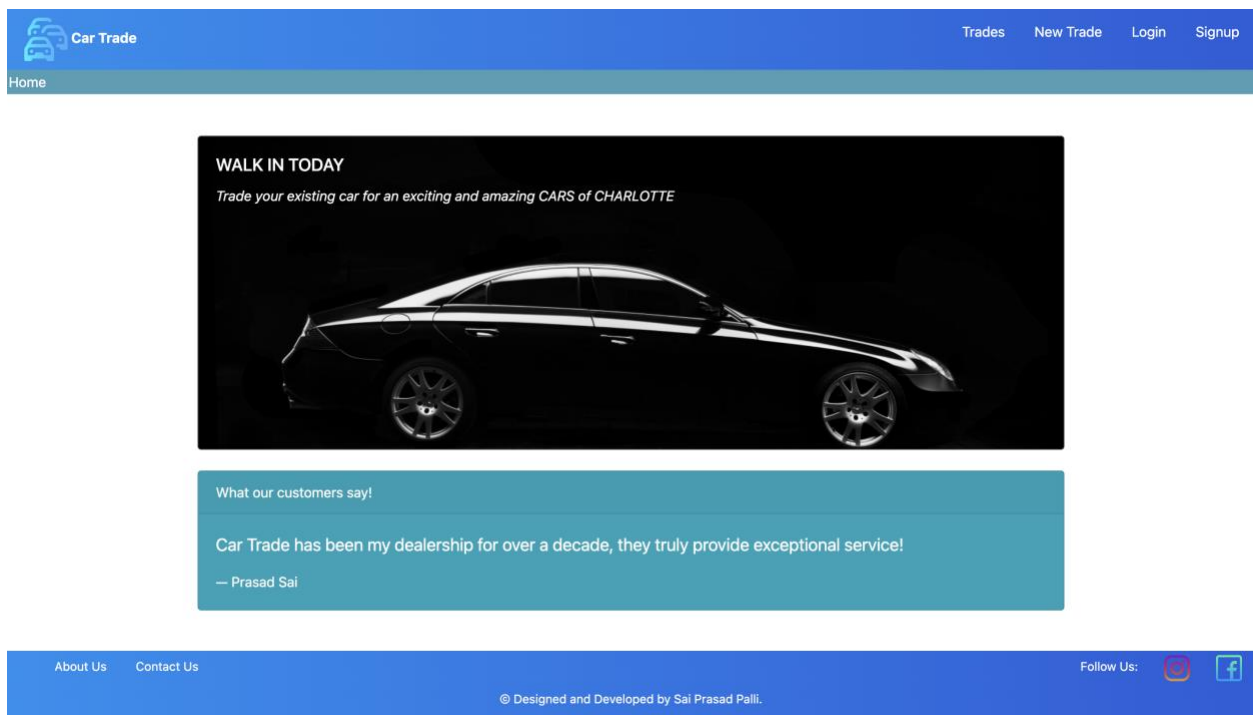 Car Trade
Trades
New Trade
Login
Signup
Home
WALK IN TODAY
Trade your existing car for an exciting and amazing CARS of CHARLOTTE
What our customers say!
Car Trade has been my dealership for over a decade, they truly provide exceptional service!
— Prasad Sai
About Us
Contact Us
Follow Us:
© Designed and Developed by Sai Prasad Palli.